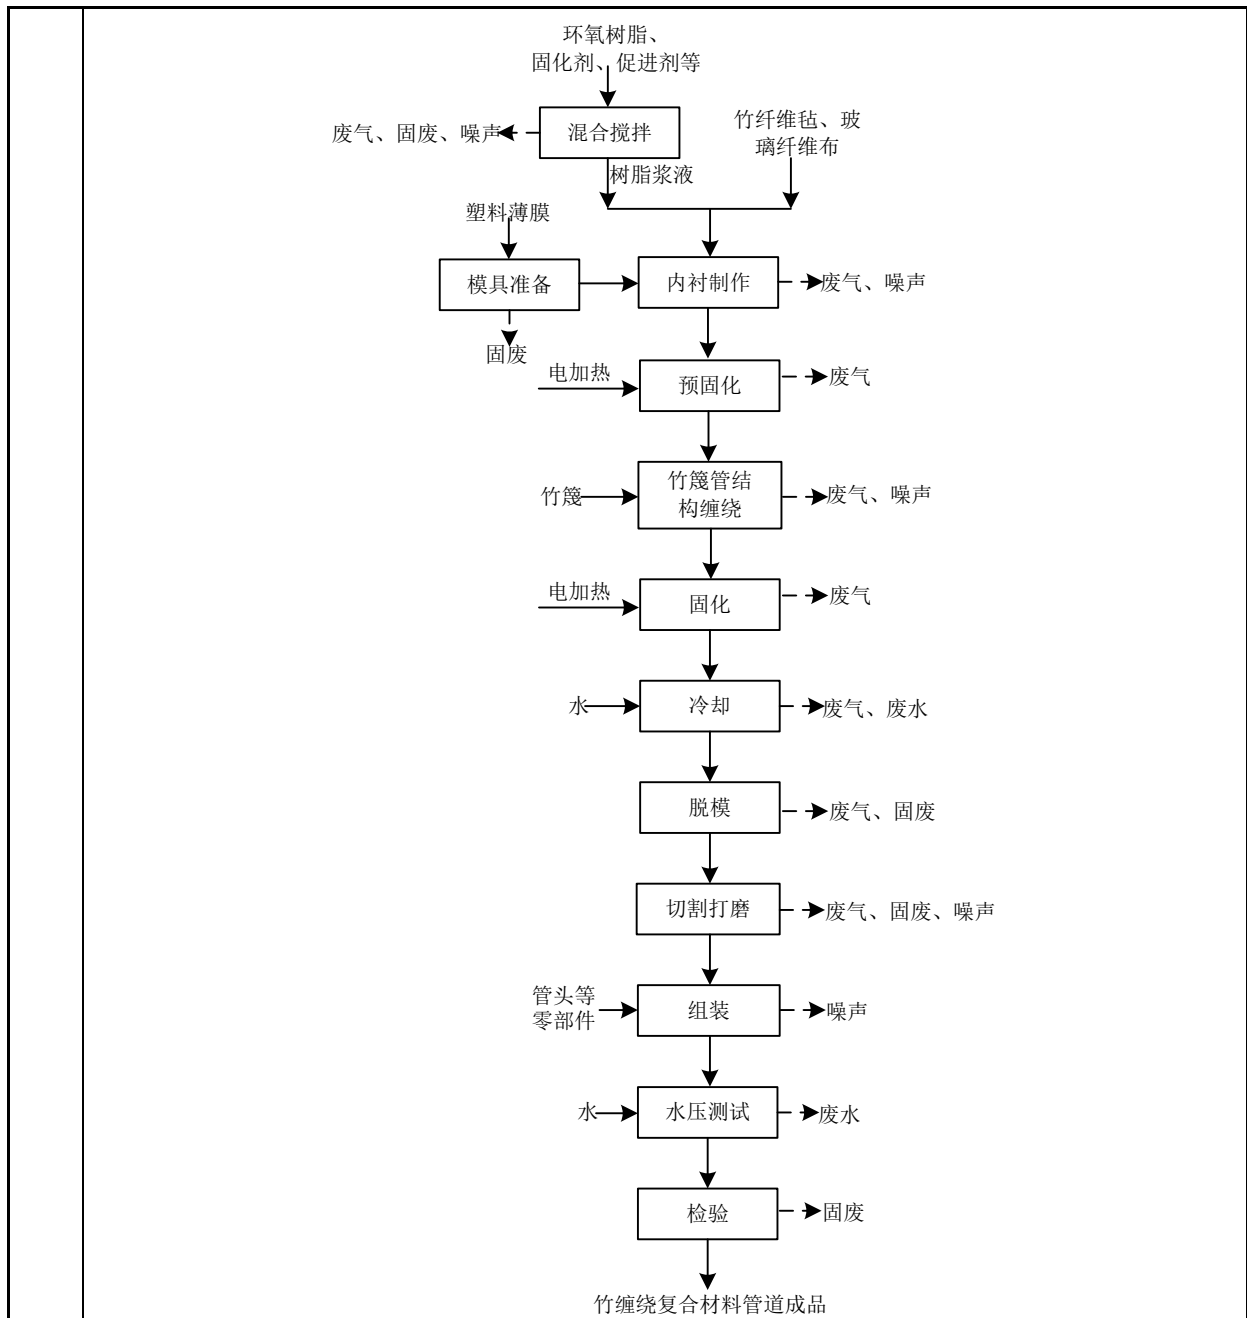 环氧树脂、
固化剂、促进剂等
废气、固废、噪声
混合搅拌
竹纤维毡、玻
璃纤维布
树脂浆液
塑料薄膜
模具准备
内衬制作
废气、噪声
固废
电加热
预固化
废气
竹篾
竹篾管结
构缠绕
废气、噪声
电加热
固化
废气
水
冷却
废气、废水
脱模
废气、固废
切割打磨
废气、固废、噪声
管头等
零部件
组装
噪声
水
水压测试
废水
检验
固废
竹缠绕复合材料管道成品